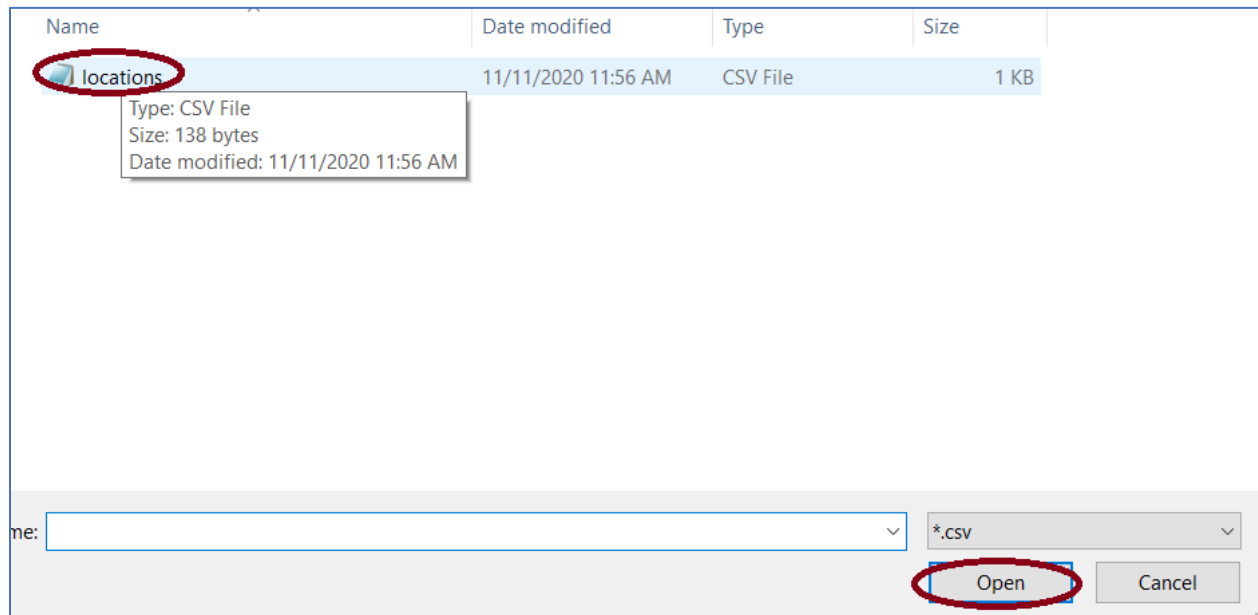 Name Date modified Type Size
locations 11/11/2020 11:56 AM CSV File 1 KB
Type: CSV File
Size: 138 bytes
Date modified: 11/11/2020 11:56 AM
me: *.csv
Open Cancel